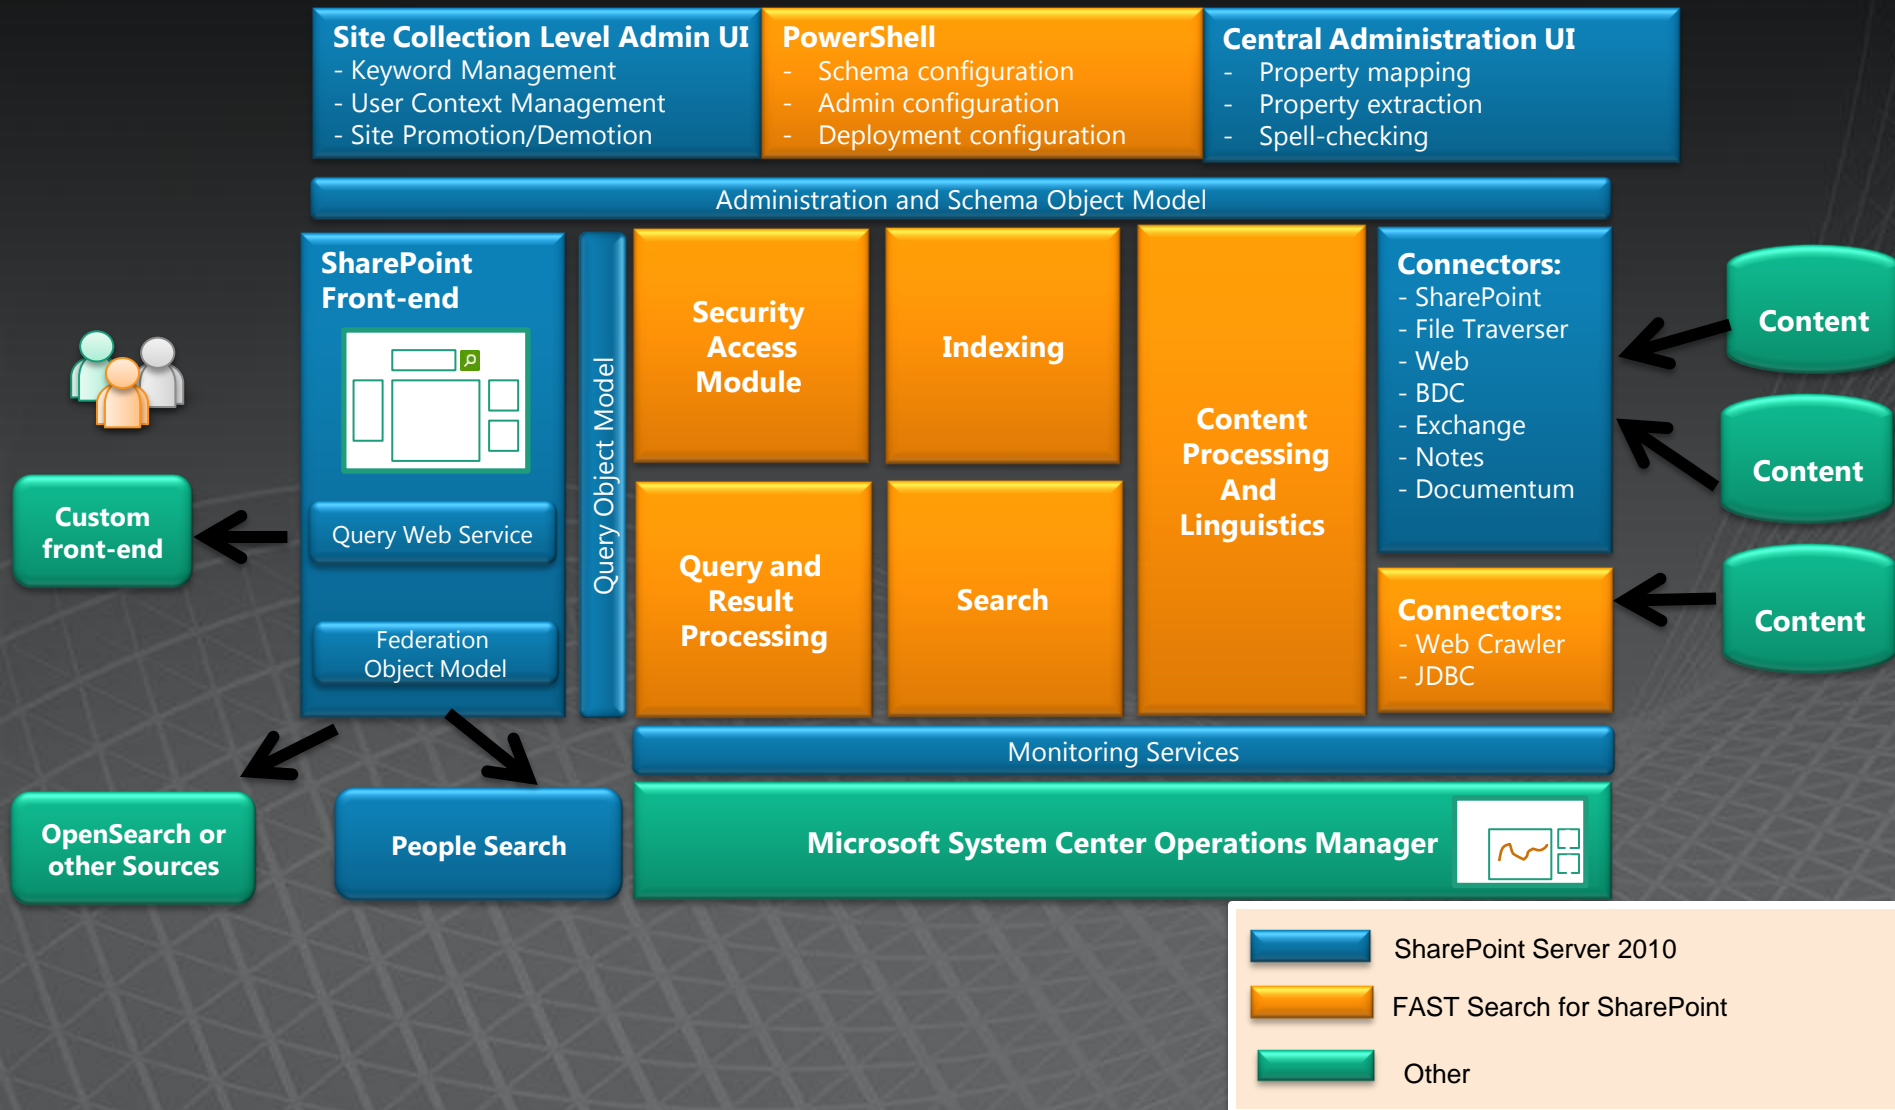 Site Collection Level Admin UI
- Keyword Management
- User Context Management
- Site Promotion/Demotion
PowerShell
- Schema configuration
- Admin configuration
- Deployment configuration
Central Administration UI
- Property mapping
- Property extraction
- Spell-checking
Administration and Schema Object Model
SharePoint
Front-end
Query Web Service
Federation
Object Model
Query Object Model
Security
Access
Module
Indexing
Query and
Result
Processing
Search
Content
Processing
And
Linguistics
Connectors:
- SharePoint
- File Traverser
- Web
- BDC
- Exchange
- Notes
- Documentum
Connectors:
- Web Crawler
- JDBC
Content
Content
Content
Custom
front-end
OpenSearch or
other Sources
People Search
Monitoring Services
Microsoft System Center Operations Manager
SharePoint Server 2010
FAST Search for SharePoint
Other